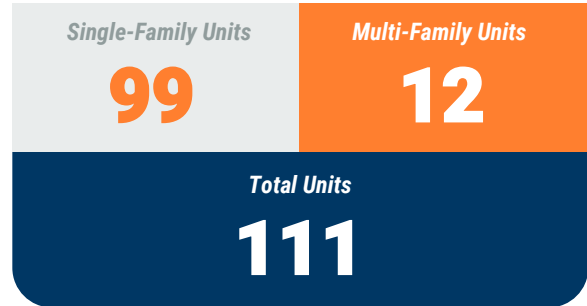 Single-Family Units
99
Multi-Family Units
12
Total Units
111